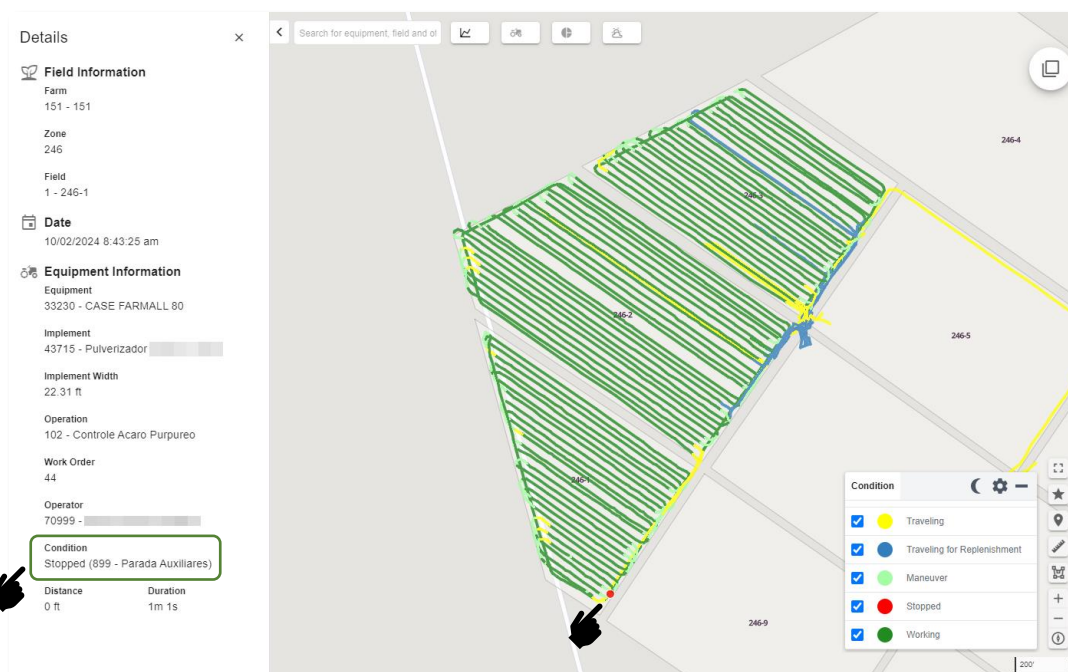 Details
Field Information
Farm
151 - 151
Zone
246
Field
1 - 246-1
Date
10/02/2024 8:43:25 am
Equipment Information
Equipment
33230 - CASE FARMALL 80
Implement
43715 - Pulverizador
Implement Width
22.31 ft
Operation
102 - Controle Acaro Purpureo
Work Order
44
Operator
70999 -
Condition
Stopped (899 - Parada Auxiliares)
Distance Duration
0 ft 1m 1s
Search for equipment, field and ot
246-4
246-3
246-2
246-5
246-1
246-9
Condition
Traveling
Traveling for Replenishment
Maneuver
Stopped
Working
200'